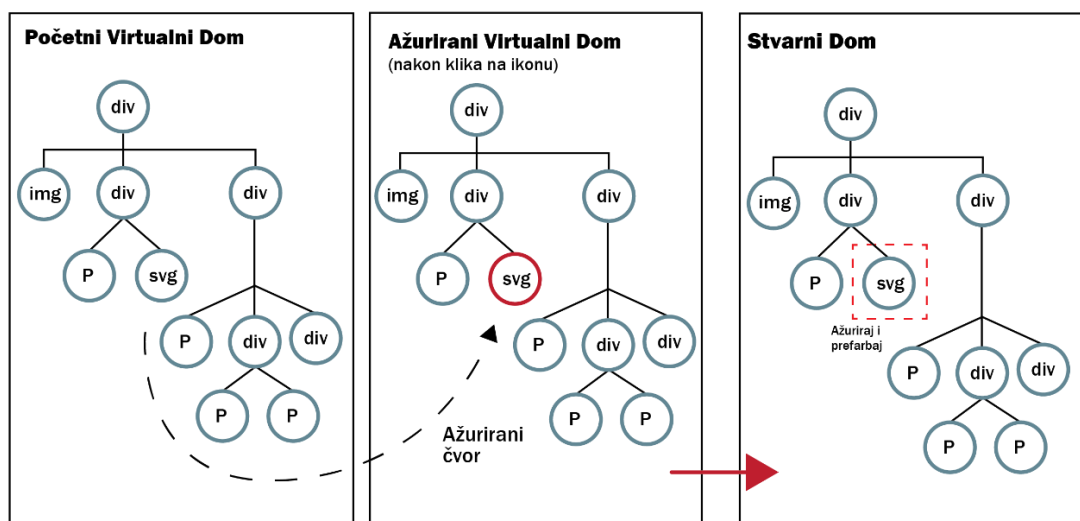 Početni Virtualni Dom
div
img
div
div
P
svg
P
div
div
P
P
Ažurirani Virtualni Dom
(nakon klika na ikonu)
div
img
div
div
P
svg
P
div
div
P
P
Ažurirani
čvor
Stvarni Dom
div
img
div
div
P
svg
Ažuriraj i
prefarbaj
P
div
div
P
P